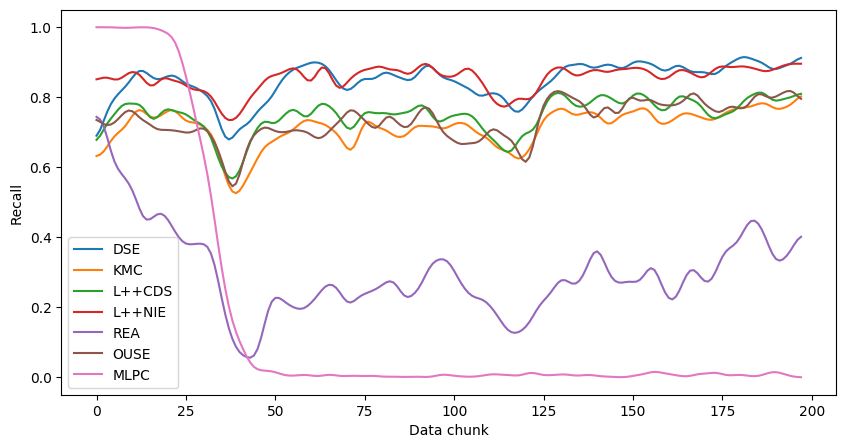 1.0
0.8
0.6
0.4
0.2
0.0
Recall
DSE
KMC
L++CDS
L++NIE
REA
OUSE
MLPC
0 25 50 75 100 125 150 175 200
Data chunk